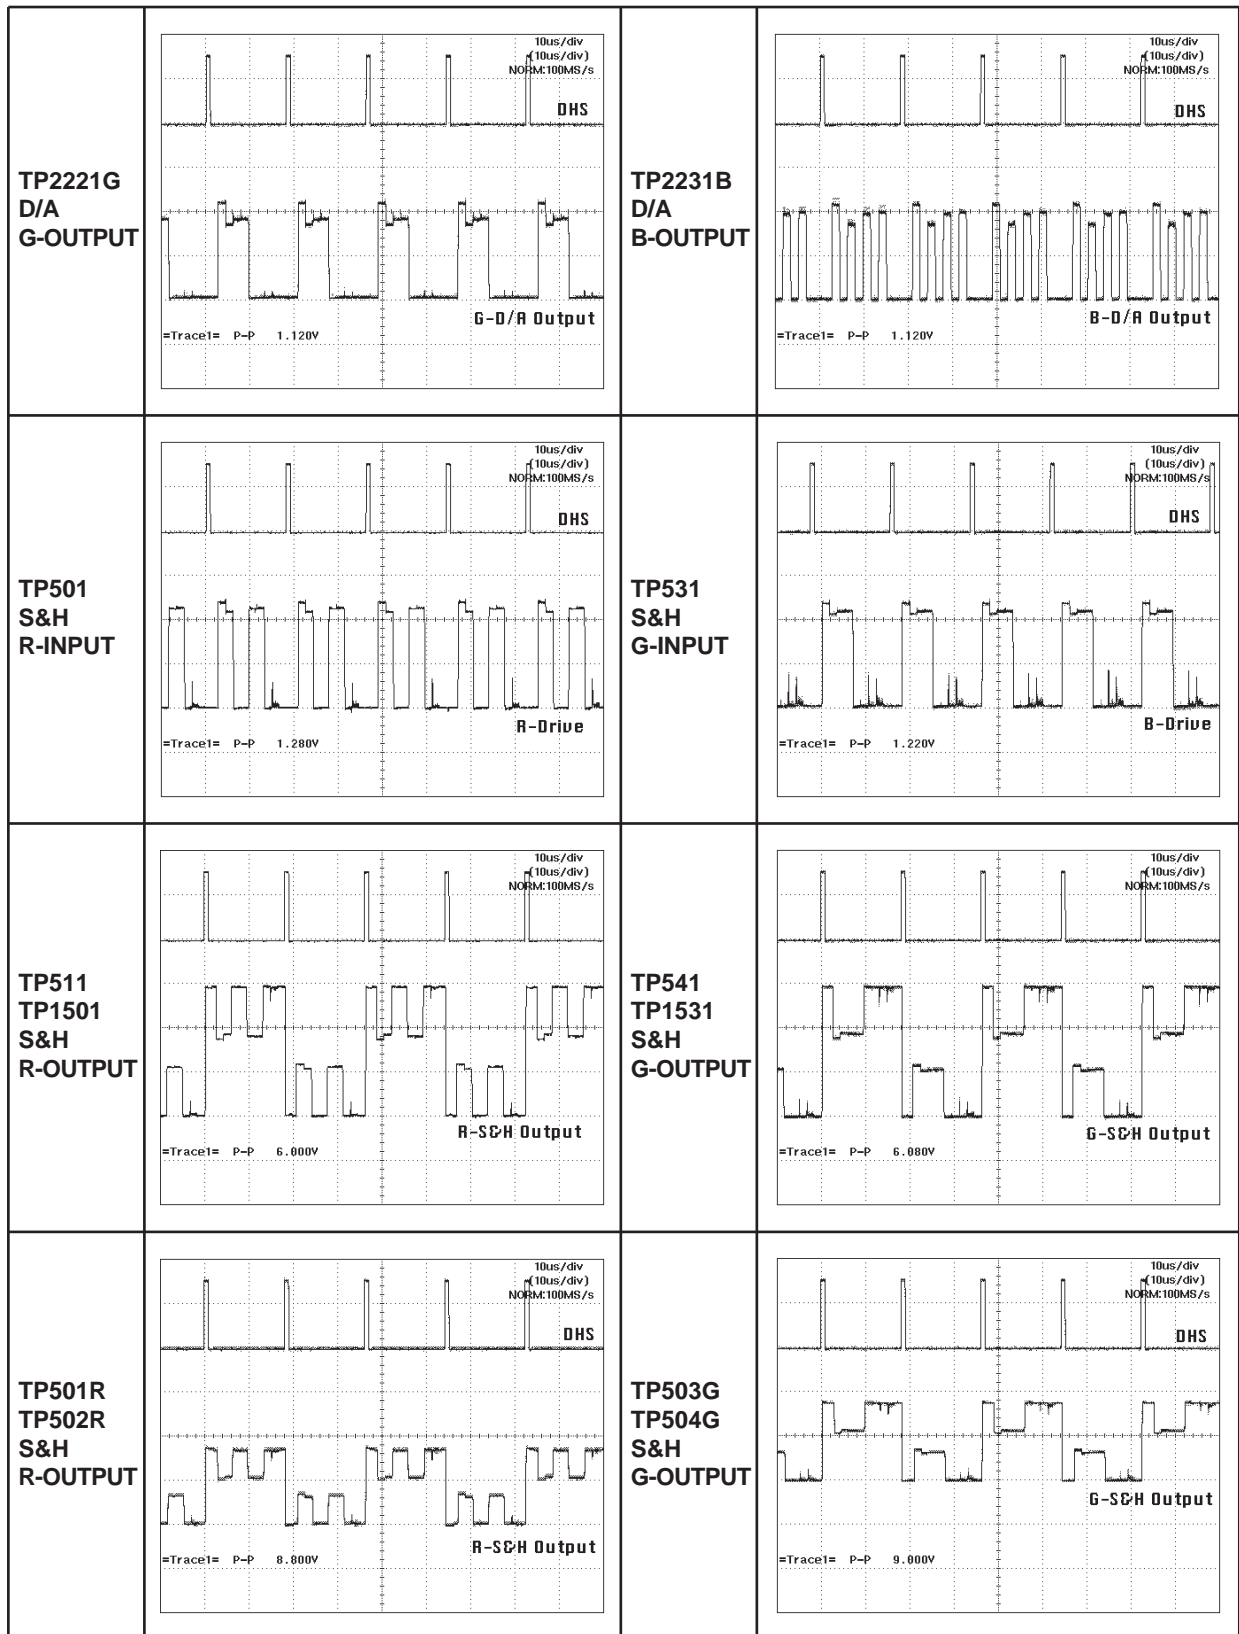 TP2221G
D/A
G-OUTPUT
10us/div
(10us/div)
NORM:100MS/s
DHS
G-D/A Output
=Trace1= P-P 1.120V
TP2231B
D/A
B-OUTPUT
10us/div
(10us/div)
NORM:100MS/s
DHS
B-D/A Output
=Trace1= P-P 1.120V
TP501
S&H
R-INPUT
10us/div
(10us/div)
NORM:100MS/s
DHS
R-Drive
=Trace1= P-P 1.280V
TP531
S&H
G-INPUT
10us/div
(10us/div)
NORM:100MS/s
DHS
B-Drive
=Trace1= P-P 1.220V
TP511
TP1501
S&H
R-OUTPUT
10us/div
(10us/div)
NORM:100MS/s
R-S&H Output
=Trace1= P-P 6.000V
TP541
TP1531
S&H
G-OUTPUT
10us/div
(10us/div)
NORM:100MS/s
G-S&H Output
=Trace1= P-P 6.080V
TP501R
TP502R
S&H
R-OUTPUT
10us/div
(10us/div)
NORM:100MS/s
DHS
R-S&H Output
=Trace1= P-P 8.800V
TP503G
TP504G
S&H
G-OUTPUT
10us/div
(10us/div)
NORM:100MS/s
DHS
G-S&H Output
=Trace1= P-P 9.000V